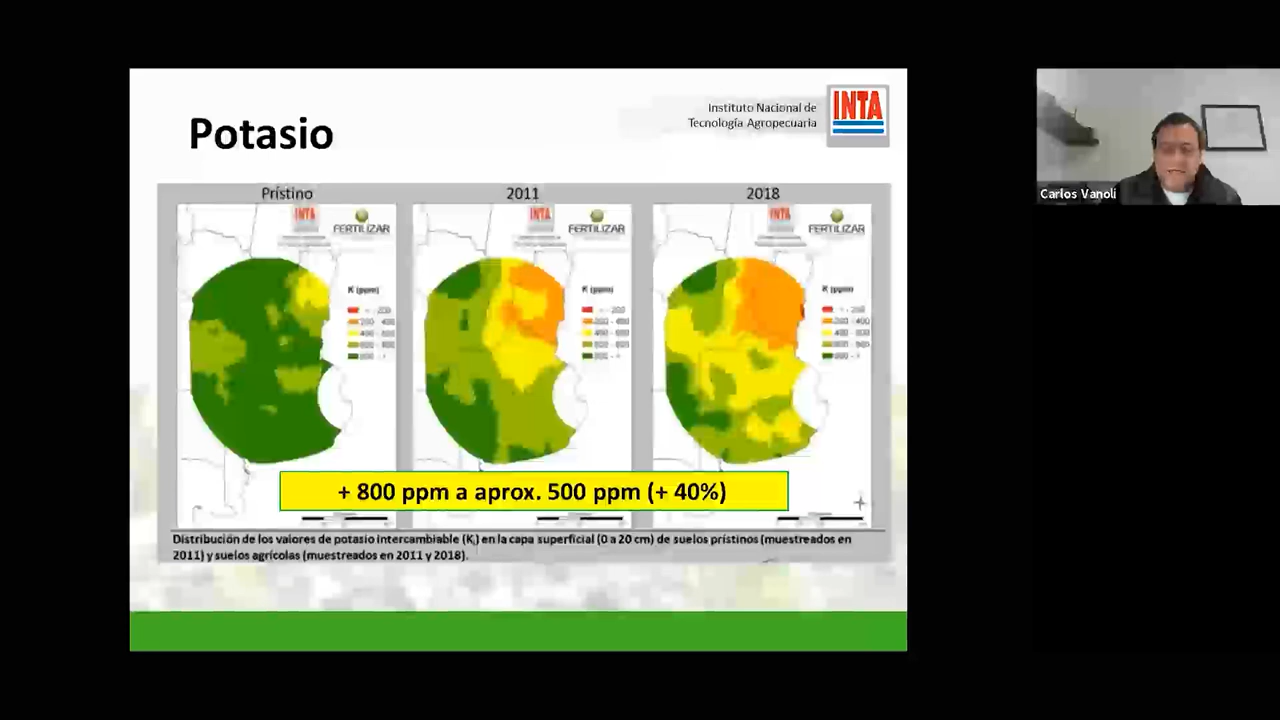 Potasio
Instituto Nacional de
Tecnología Agropecuaria
INTA
Prístino
2011
2018
INTA
FERTILIZAR
K (ppm)
INTA
FERTILIZAR
K (ppm)
INTA
FERTILIZAR
K (ppm)
+ 800 ppm a aprox. 500 ppm (+ 40%)
Distribución de los valores de potasio intercambiable (K) en la capa superficial (0 a 20 cm) de suelos prístinos (muestreados en
2011) y suelos agrícolas (muestreados en 2011 y 2018).
Carlos Vanoli